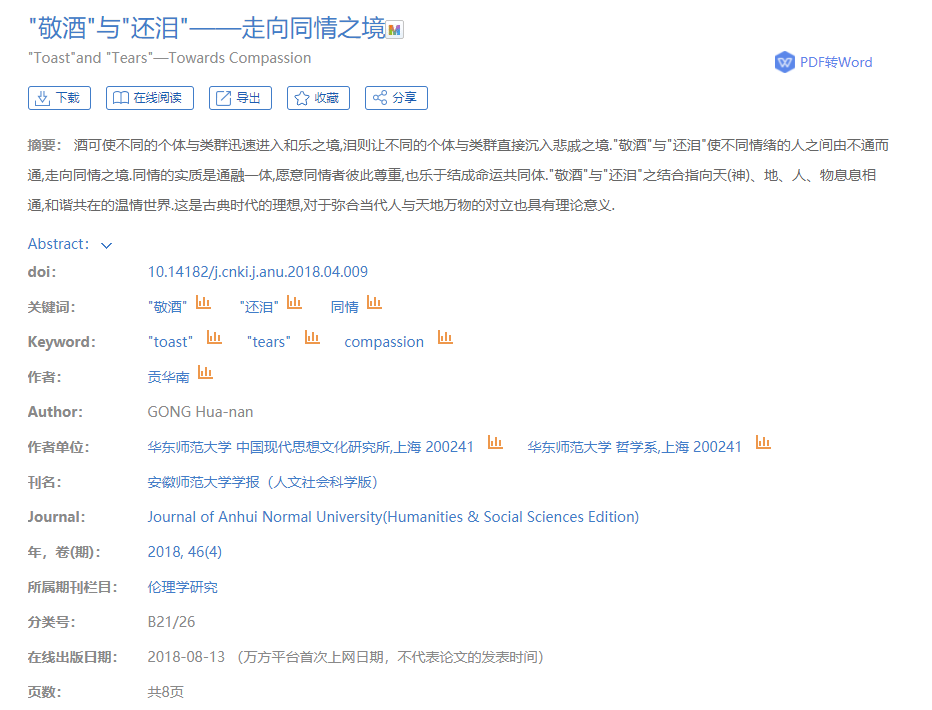 "敬酒"与"还泪"——走向同情之境 M
"Toast"and "Tears"—Towards Compassion
PDF转Word
下载 在线阅读 导出 收藏 分享
摘要： 酒可使不同的个体与类群迅速进入和乐之境,泪则让不同的个体与类群直接沉入悲戚之境."敬酒"与"还泪"使不同情绪的人之间由不通而
通,走向同情之境.同情的实质是通融一体,愿意同情者彼此尊重,也乐于结成命运共同体."敬酒"与"还泪"之结合指向天(神)、地、人、物息息相
通,和谐共在的温情世界.这是古典时代的理想,对于弥合当代人与天地万物的对立也具有理论意义.
Abstract：
doi： 10.14182/j.cnki.j.anu.2018.04.009
关键词： "敬酒" "还泪" 同情
Keyword： "toast" "tears" compassion
作者： 贡华南
Author： GONG Hua-nan
作者单位： 华东师范大学 中国现代思想文化研究所,上海 200241 华东师范大学 哲学系,上海 200241
刊名： 安徽师范大学学报（人文社会科学版）
Journal： Journal of Anhui Normal University(Humanities & Social Sciences Edition)
年，卷(期)： 2018, 46(4)
所属期刊栏目： 伦理学研究
分类号： B21/26
在线出版日期： 2018-08-13 （万方平台首次上网日期，不代表论文的发表时间）
页数： 共8页